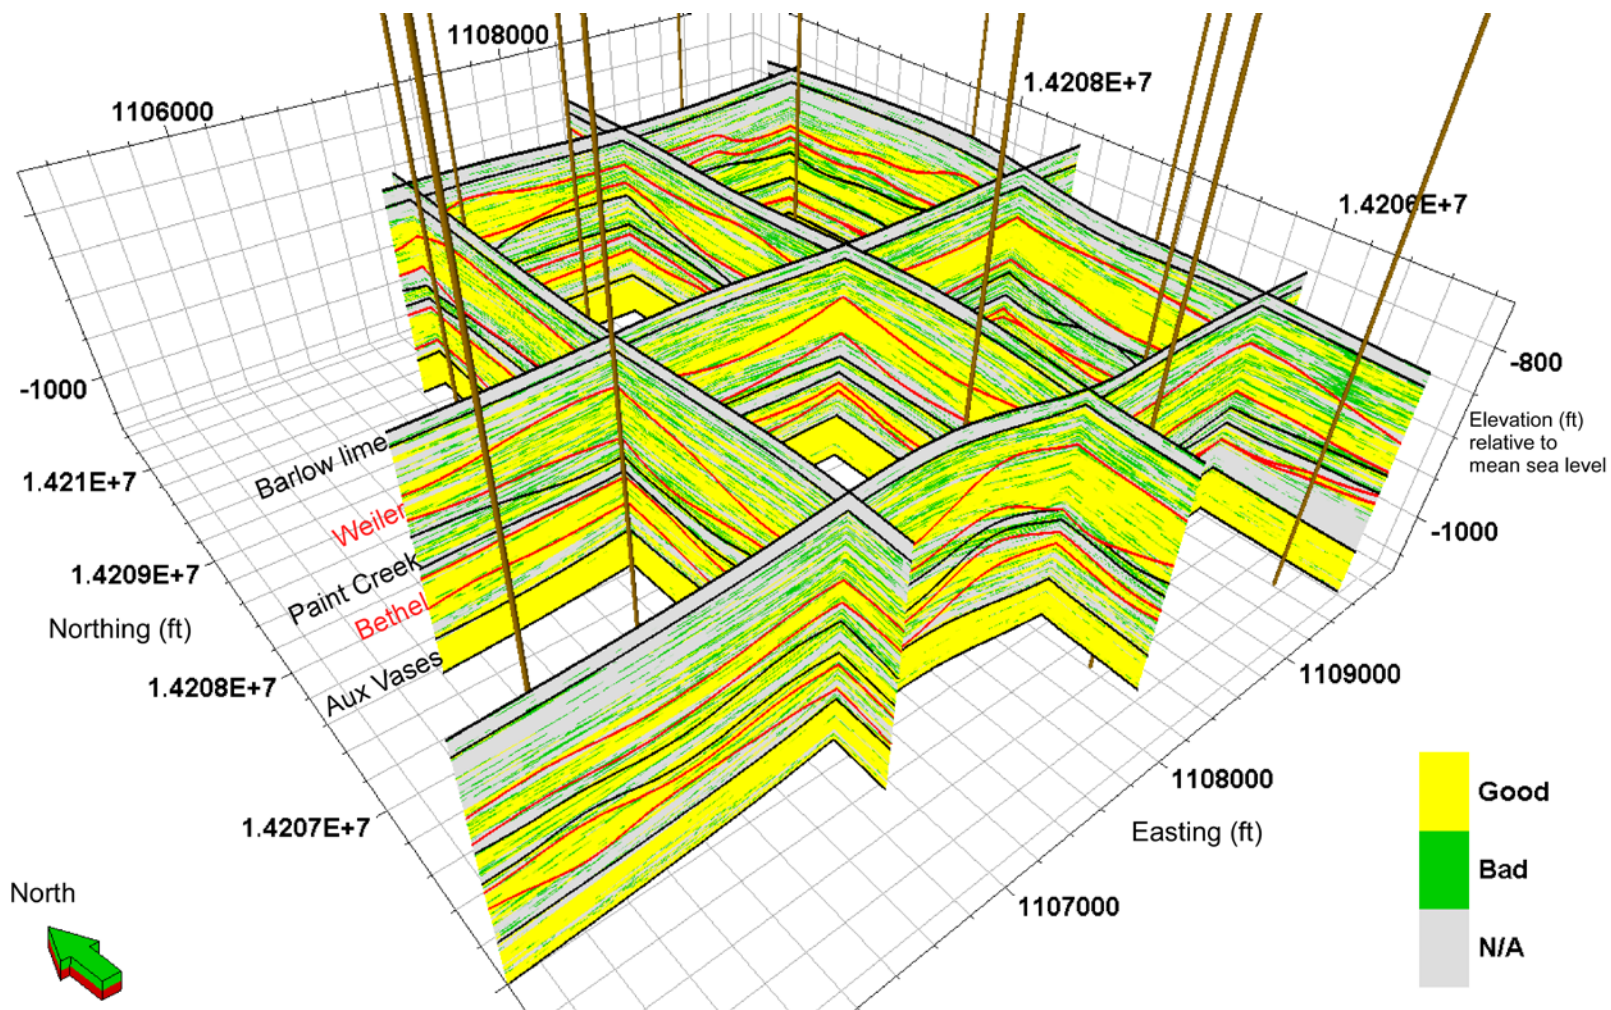 1108000
1106000
1.4208E+7
1.4206E+7
-800
-1000
Elevation (ft)
relative to
mean sea level
-1000
Barlow lime
1.421E+7
Weiler
1.4209E+7
Paint Creek
Bethel
Northing (ft)
1.4208E+7
Aux Vases
1109000
1108000
1.4207E+7
Easting (ft)
1107000
North
Good
Bad
N/A